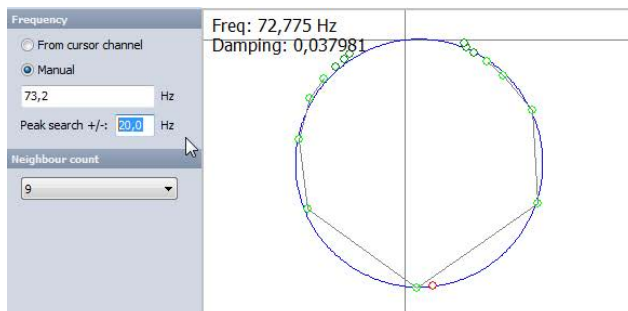 Frequency
From cursor channel
Manual
73,2 Hz
Peak search +/-: 20,0 Hz
Neighbour count
9
Freq: 72,775 Hz
Damping: 0,037981